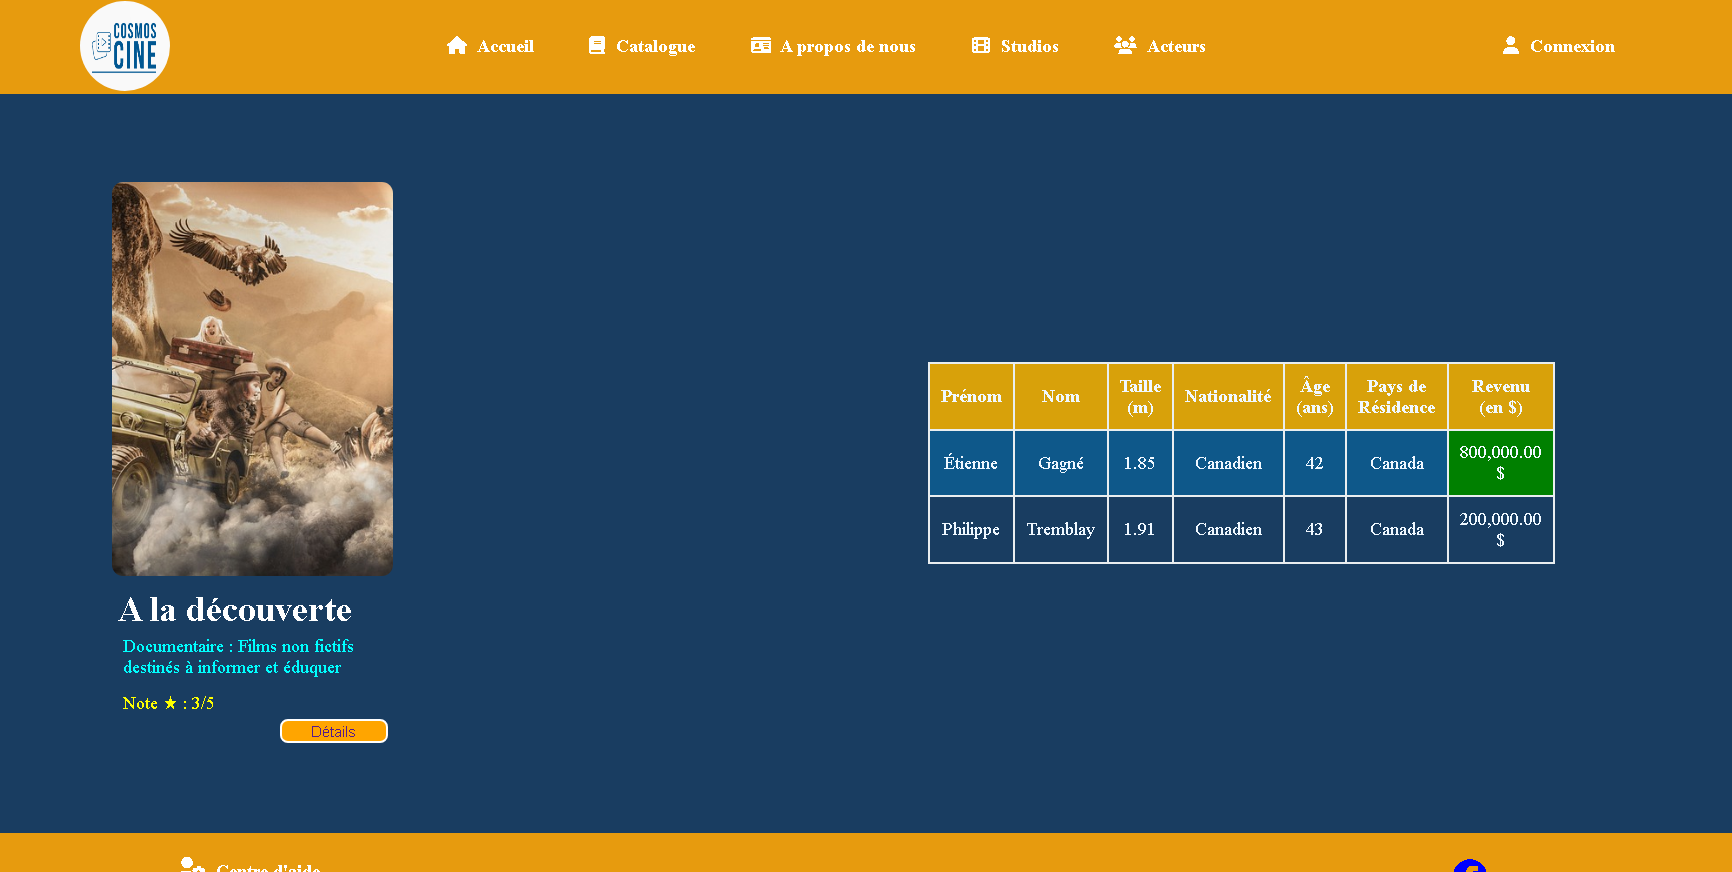 COSMOS
CINE
Accueil
Catalogue
A propos de nous
Studios
Acteurs
Connexion
A la découverte
Documentaire : Films non fictifs
destinés à informer et éduquer
Note ★ : 3/5
Détails
Prénom Nom Taille (m) Nationalité Âge (ans) Pays de Résidence Revenu (en $)
Étienne Gagné 1.85 Canadien 42 Canada 800,000.00 $
Philippe Tremblay 1.91 Canadien 43 Canada 200,000.00 $
Centre d'aide